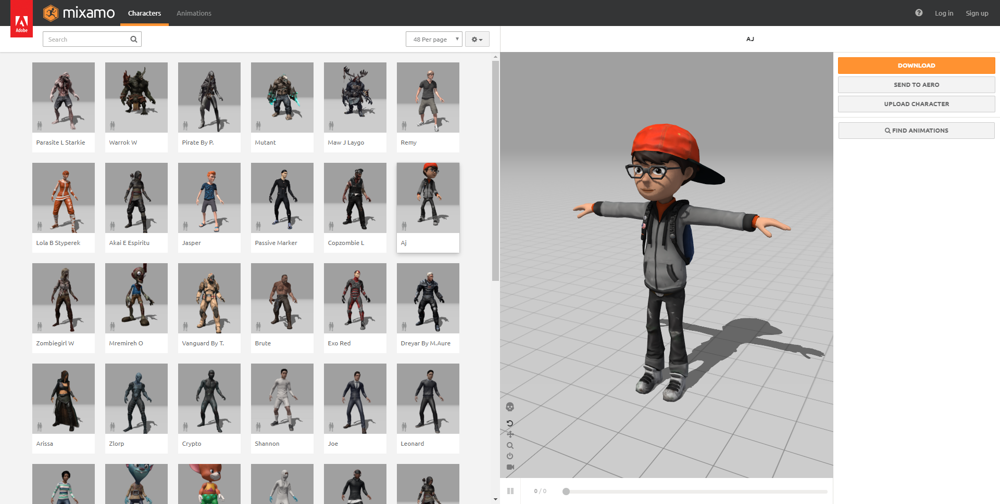 Adobe
mixamo
Characters
Animations
Log in
Sign up
Search
48 Per page
AJ
DOWNLOAD
SEND TO AERO
UPLOAD CHARACTER
FIND ANIMATIONS
Parasite L Starkie
Warrok W
Pirate By P.
Mutant
Maw J Laygo
Remy
Lola B Styperek
Akai E Espiritu
Jasper
Passive Marker
Copzombie L
Aj
Zombiegirl W
Mremireh O
Vanguard By T.
Brute
Exo Red
Dreyar By M.Aure
Arissa
Zlorp
Crypto
Shannon
Joe
Leonard
0 / 0